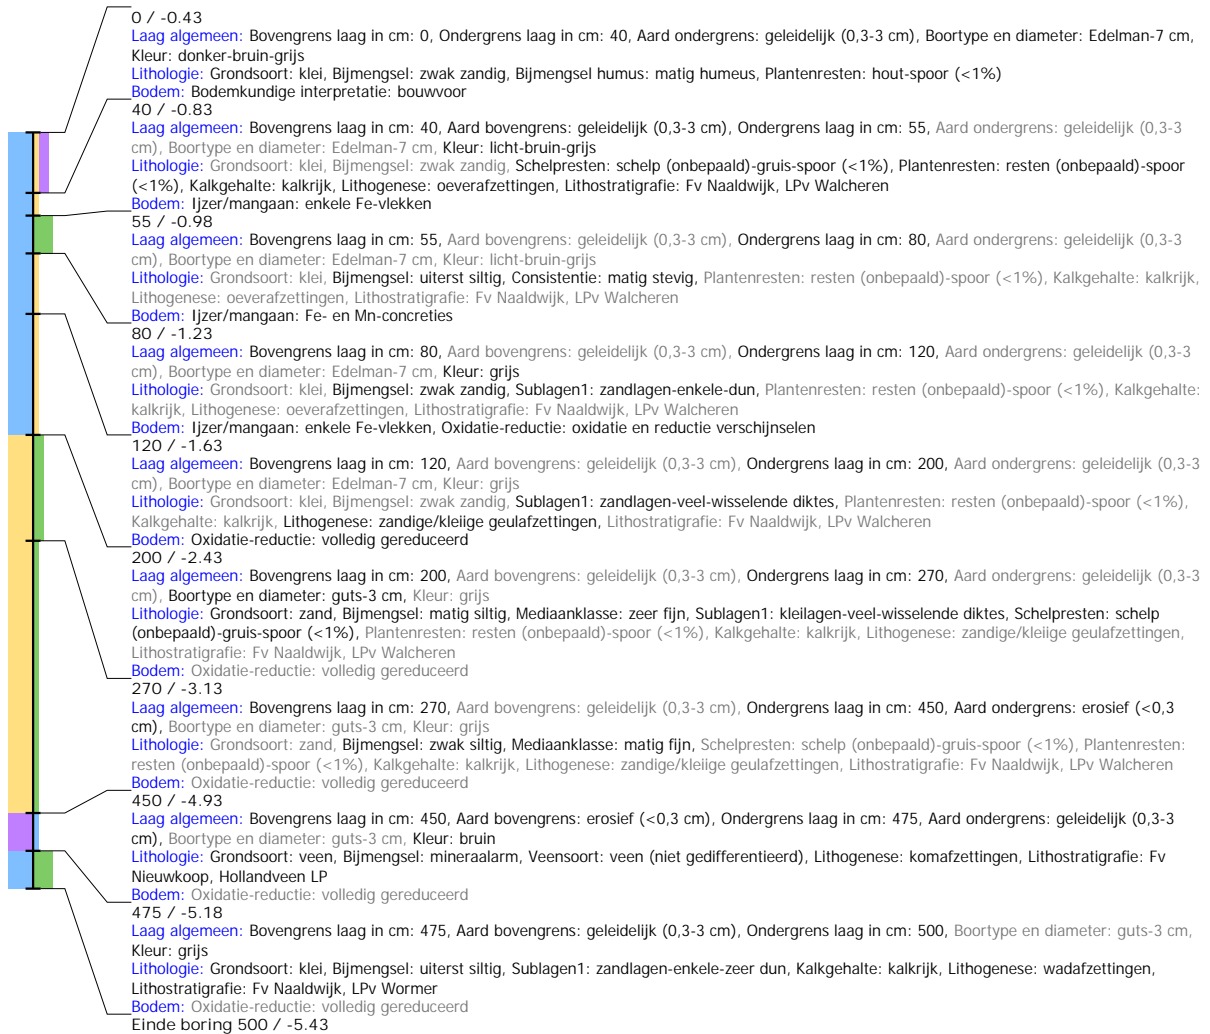 0 / -0.43
Laag algemeen: Bovengrens laag in cm: 0, Ondergrens laag in cm: 40, Aard ondergrens: geleidelijk (0,3-3 cm), Boortype en diameter: Edelman-7 cm,
Kleur: donker-bruin-grijs
Lithologie: Grondsoort: klei, Bijmengsel: zwak zandig, Bijmengsel humus: matig humeus, Plantenresten: hout-spoor (<1%)
Bodem: Bodemkundige interpretatie: bouwvoor
40 / -0.83
Laag algemeen: Bovengrens laag in cm: 40, Aard bovengrens: geleidelijk (0,3-3 cm), Ondergrens laag in cm: 55, Aard ondergrens: geleidelijk (0,3-3
cm), Boortype en diameter: Edelman-7 cm, Kleur: licht-bruin-grijs
Lithologie: Grondsoort: klei, Bijmengsel: zwak zandig, Schelpresten: schelp (onbepaald)-gruis-spoor (<1%), Plantenresten: resten (onbepaald)-spoor
(<1%), Kalkgehalte: kalkrijk, Lithogenese: oeverafzettingen, Lithostratigrafie: Fv Naaldwijk, LPv Walcheren
Bodem: Ijzer/mangaan: enkele Fe-vlekken
55 / -0.98
Laag algemeen: Bovengrens laag in cm: 55, Aard bovengrens: geleidelijk (0,3-3 cm), Ondergrens laag in cm: 80, Aard ondergrens: geleidelijk (0,3-3
cm), Boortype en diameter: Edelman-7 cm, Kleur: licht-bruin-grijs
Lithologie: Grondsoort: klei, Bijmengsel: uiterst siltig, Consistentie: matig stevig, Plantenresten: resten (onbepaald)-spoor (<1%), Kalkgehalte: kalkrijk,
Lithogenese: oeverafzettingen, Lithostratigrafie: Fv Naaldwijk, LPv Walcheren
Bodem: Ijzer/mangaan: Fe- en Mn-concreties
80 / -1.23
Laag algemeen: Bovengrens laag in cm: 80, Aard bovengrens: geleidelijk (0,3-3 cm), Ondergrens laag in cm: 120, Aard ondergrens: geleidelijk (0,3-3
cm), Boortype en diameter: Edelman-7 cm, Kleur: grijs
Lithologie: Grondsoort: klei, Bijmengsel: zwak zandig, Sublagen1: zandlagen-enkele-dun, Plantenresten: resten (onbepaald)-spoor (<1%), Kalkgehalte:
kalkrijk, Lithogenese: oeverafzettingen, Lithostratigrafie: Fv Naaldwijk, LPv Walcheren
Bodem: Ijzer/mangaan: enkele Fe-vlekken, Oxidatie-reductie: oxidatie en reductie verschijnselen
120 / -1.63
Laag algemeen: Bovengrens laag in cm: 120, Aard bovengrens: geleidelijk (0,3-3 cm), Ondergrens laag in cm: 200, Aard ondergrens: geleidelijk (0,3-3
cm), Boortype en diameter: Edelman-7 cm, Kleur: grijs
Lithologie: Grondsoort: klei, Bijmengsel: zwak zandig, Sublagen1: zandlagen-veel-wisselende diktes, Plantenresten: resten (onbepaald)-spoor (<1%),
Kalkgehalte: kalkrijk, Lithogenese: zandige/kleiige geulafzettingen, Lithostratigrafie: Fv Naaldwijk, LPv Walcheren
Bodem: Oxidatie-reductie: volledig gereduceerd
200 / -2.43
Laag algemeen: Bovengrens laag in cm: 200, Aard bovengrens: geleidelijk (0,3-3 cm), Ondergrens laag in cm: 270, Aard ondergrens: geleidelijk (0,3-3
cm), Boortype en diameter: guts-3 cm, Kleur: grijs
Lithologie: Grondsoort: zand, Bijmengsel: matig siltig, Mediaanklasse: zeer fijn, Sublagen1: kleilagen-veel-wisselende diktes, Schelpresten: schelp
(onbepaald)-gruis-spoor (<1%), Plantenresten: resten (onbepaald)-spoor (<1%), Kalkgehalte: kalkrijk, Lithogenese: zandige/kleiige geulafzettingen,
Lithostratigrafie: Fv Naaldwijk, LPv Walcheren
Bodem: Oxidatie-reductie: volledig gereduceerd
270 / -3.13
Laag algemeen: Bovengrens laag in cm: 270, Aard bovengrens: geleidelijk (0,3-3 cm), Ondergrens laag in cm: 450, Aard ondergrens: erosief (<0,3
cm), Boortype en diameter: guts-3 cm, Kleur: grijs
Lithologie: Grondsoort: zand, Bijmengsel: zwak siltig, Mediaanklasse: matig fijn, Schelpresten: schelp (onbepaald)-gruis-spoor (<1%), Plantenresten:
resten (onbepaald)-spoor (<1%), Kalkgehalte: kalkrijk, Lithogenese: zandige/kleiige geulafzettingen, Lithostratigrafie: Fv Naaldwijk, LPv Walcheren
Bodem: Oxidatie-reductie: volledig gereduceerd
450 / -4.93
Laag algemeen: Bovengrens laag in cm: 450, Aard bovengrens: erosief (<0,3 cm), Ondergrens laag in cm: 475, Aard ondergrens: geleidelijk (0,3-3
cm), Boortype en diameter: guts-3 cm, Kleur: bruin
Lithologie: Grondsoort: veen, Bijmengsel: mineraalarm, Veensoort: veen (niet gedifferentieerd), Lithogenese: komafzettingen, Lithostratigrafie: Fv
Nieuwkoop, Hollandveen LP
Bodem: Oxidatie-reductie: volledig gereduceerd
475 / -5.18
Laag algemeen: Bovengrens laag in cm: 475, Aard bovengrens: geleidelijk (0,3-3 cm), Ondergrens laag in cm: 500, Boortype en diameter: guts-3 cm,
Kleur: grijs
Lithologie: Grondsoort: klei, Bijmengsel: uiterst siltig, Sublagen1: zandlagen-enkele-zeer dun, Kalkgehalte: kalkrijk, Lithogenese: wadafzettingen,
Lithostratigrafie: Fv Naaldwijk, LPv Wormer
Bodem: Oxidatie-reductie: volledig gereduceerd
Einde boring 500 / -5.43